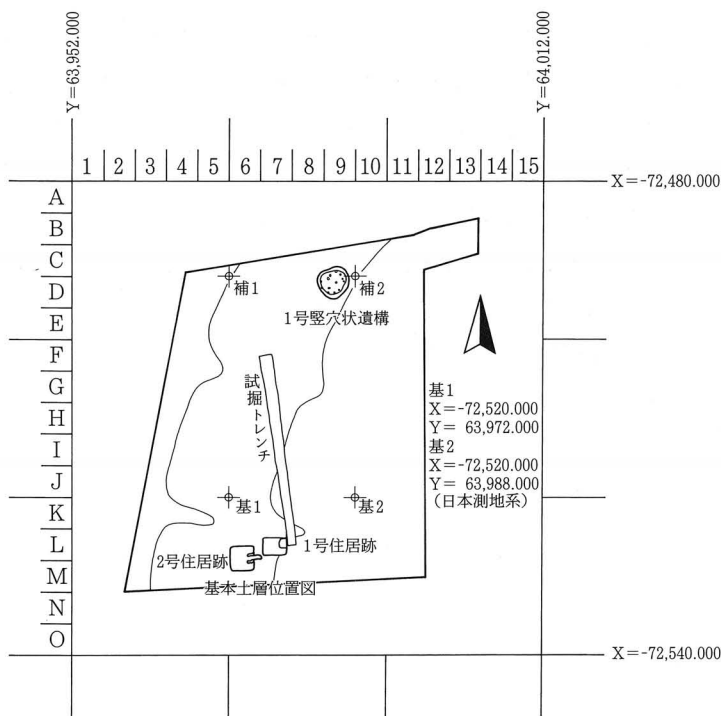 Y=63,952.000
Y=64,012.000
1 2 3 4 5 6 7 8 9 10 11 12 13 14 15
X=-72,480.000
A
B
C
D
E
F
G
H
I
J
K
L
M
N
O
補1
補2
1号竪穴状遺構
試掘トレンチ
基1
X=-72,520.000
Y= 63,972.000
基2
X=-72,520.000
Y= 63,988.000
(日本測地系)
基1
基2
1号住居跡
2号住居跡
基本土層位置図
X=-72,540.000